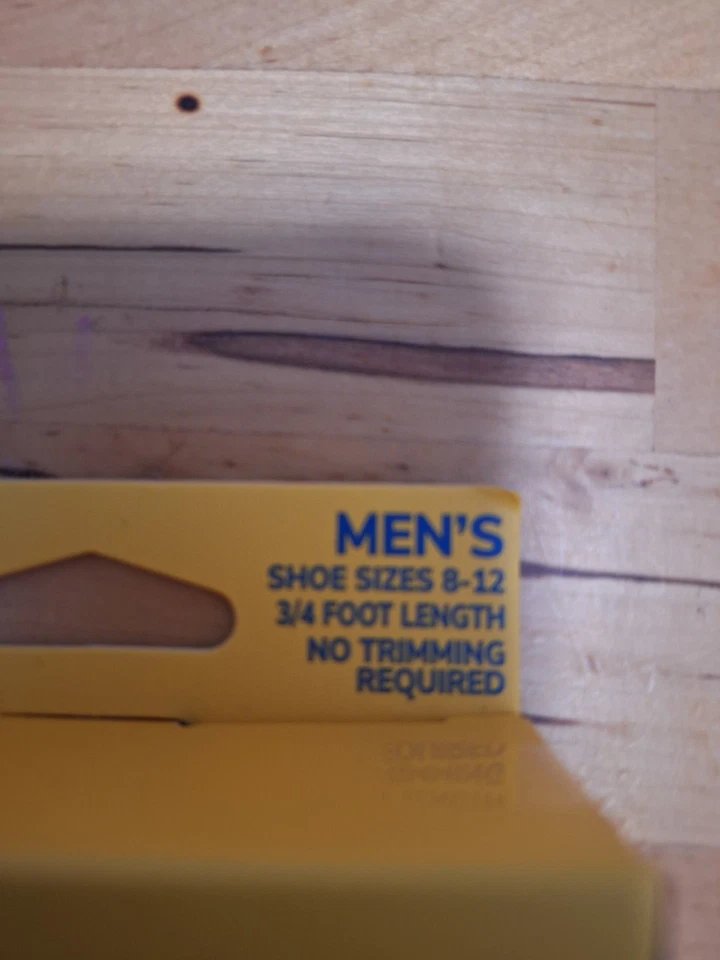 MEN'S
SHOE SIZES 8-12
3/4 FOOT LENGTH
NO TRIMMING
REQUIRED